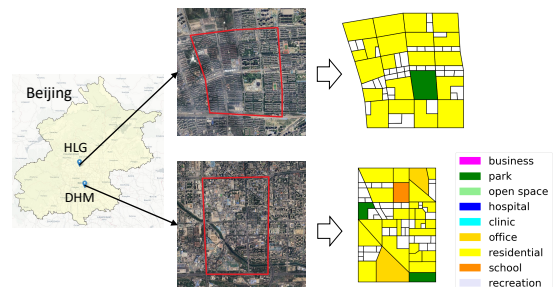 Beijing
HLG
DHM
business
park
open space
hospital
clinic
office
residential
school
recreation